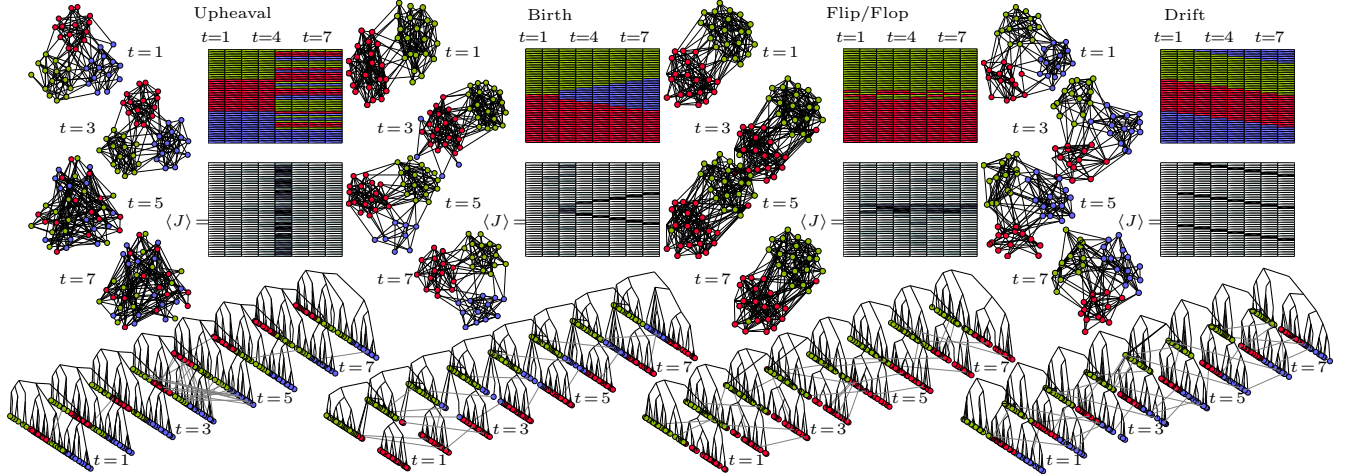 Upheaval
t=1 t=4 t=7
t=1
t=3
t=5
⟨J⟩=
t=7
t=7
t=5
t=3
t=1
Birth
t=1 t=4 t=7
t=1
t=3
t=5
⟨J⟩=
t=7
t=7
t=5
t=3
t=1
Flip/Flop
t=1 t=4 t=7
t=1
t=3
t=5
⟨J⟩=
t=7
t=7
t=5
t=3
t=1
Drift
t=1 t=4 t=7
t=1
t=3
t=5
⟨J⟩=
t=7
t=7
t=5
t=3
t=1